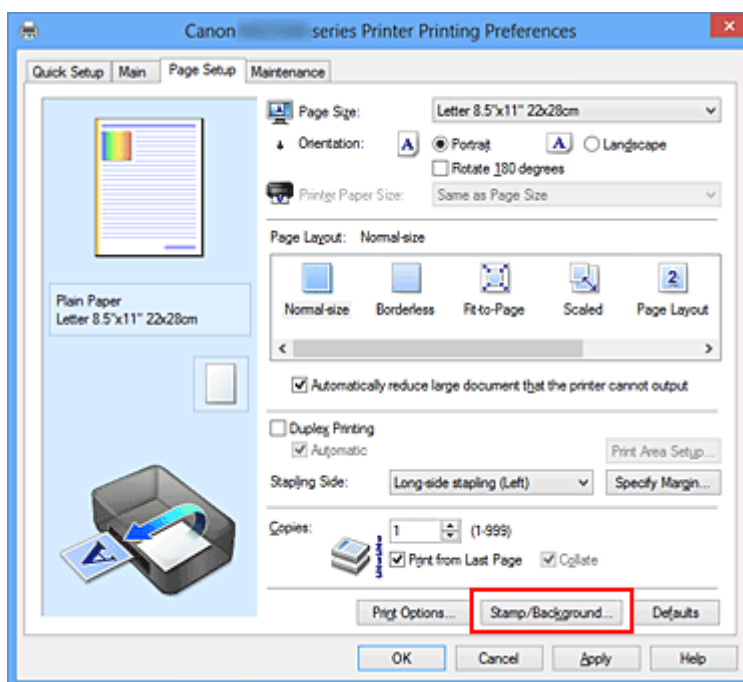 Canon series Printer Printing Preferences
Quick Setup Main Page Setup Maintenance
Page Size: Letter 8.5"x11" 22x28cm
Orientation: A Portrait A Landscape
Rotate 180 degrees
Printer Paper Size: Same as Page Size
Page Layout: Normal-size
2
Normal-size Borderless Fit-to-Page Scaled Page Layout
Plain Paper
Letter 8.5"x11" 22x28cm
Automatically reduce large document that the printer cannot output
Duplex Printing
Automatic
Print Area Setup...
Stapling Side: Long-side stapling (Left) Specify Margin...
Copies: 1 (1-999)
Print from Last Page Collate
A
Print Options... Stamp/Background... Defaults
OK Cancel Apply Help